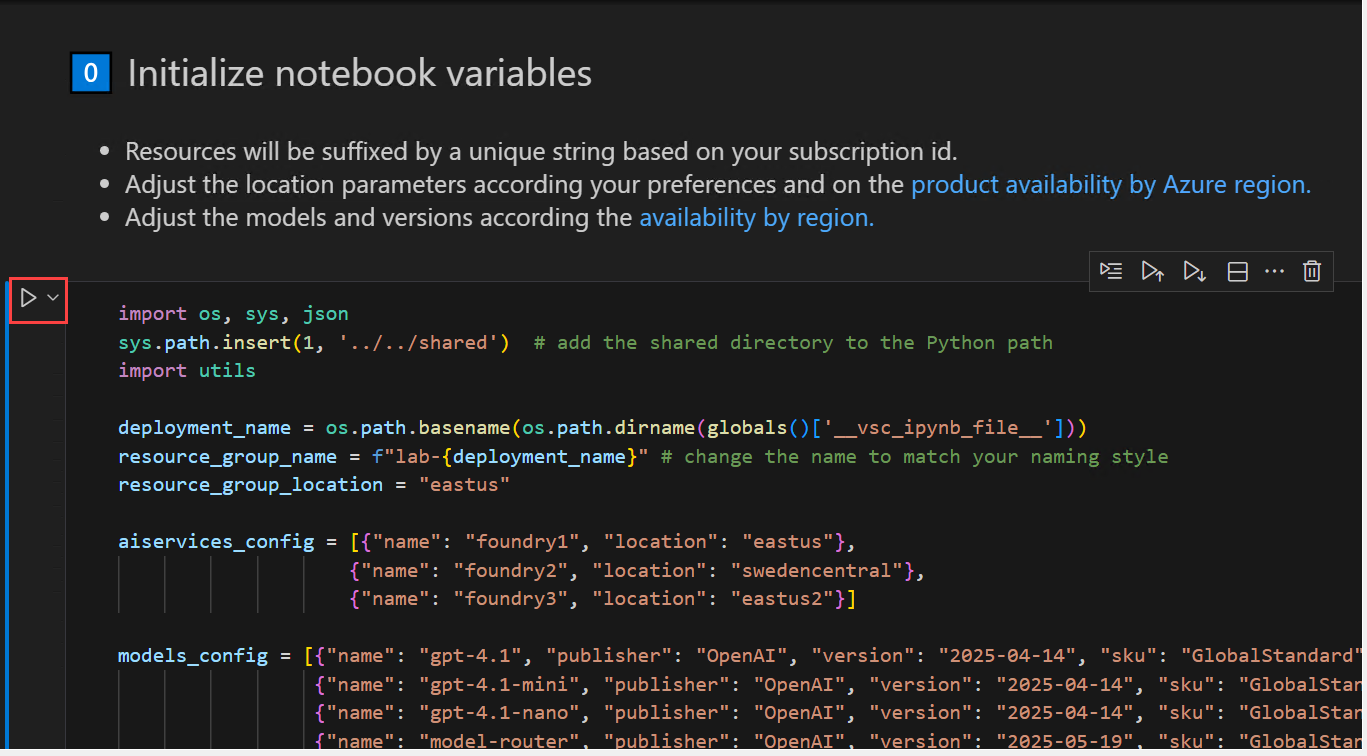 0 Initialize notebook variables
• Resources will be suffixed by a unique string based on your subscription id.
• Adjust the location parameters according your preferences and on the product availability by Azure region.
• Adjust the models and versions according the availability by region.
import os, sys, json
sys.path.insert(1, '../../shared')  # add the shared directory to the Python path
import utils
deployment_name = os.path.basename(os.path.dirname(globals()['__vsc_ipynb_file__']))
resource_group_name = f"lab-{deployment_name}" # change the name to match your naming style
resource_group_location = "eastus"
aiservices_config = [{"name": "foundry1", "location": "eastus"},
{"name": "foundry2", "location": "swedencentral"},
{"name": "foundry3", "location": "eastus2"}]
models_config = [{"name": "gpt-4.1", "publisher": "OpenAI", "version": "2025-04-14", "sku": "GlobalStandard"
{"name": "gpt-4.1-mini", "publisher": "OpenAI", "version": "2025-04-14", "sku": "GlobalStan
{"name": "gpt-4.1-nano", "publisher": "OpenAI", "version": "2025-04-14", "sku": "GlobalSta
{"name": "model-router", "publisher": "OpenAI", "version": "2025-05-19", "sku": "GlobalSta